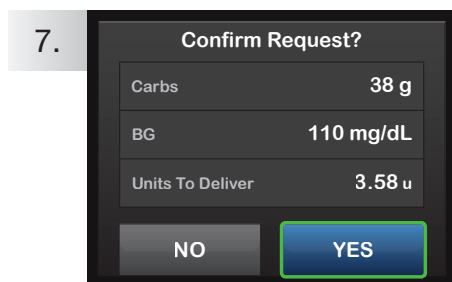 7.
Confirm Request?
Carbs 38 g
BG 110 mg/dL
Units To Deliver 3.58 u
NO YES